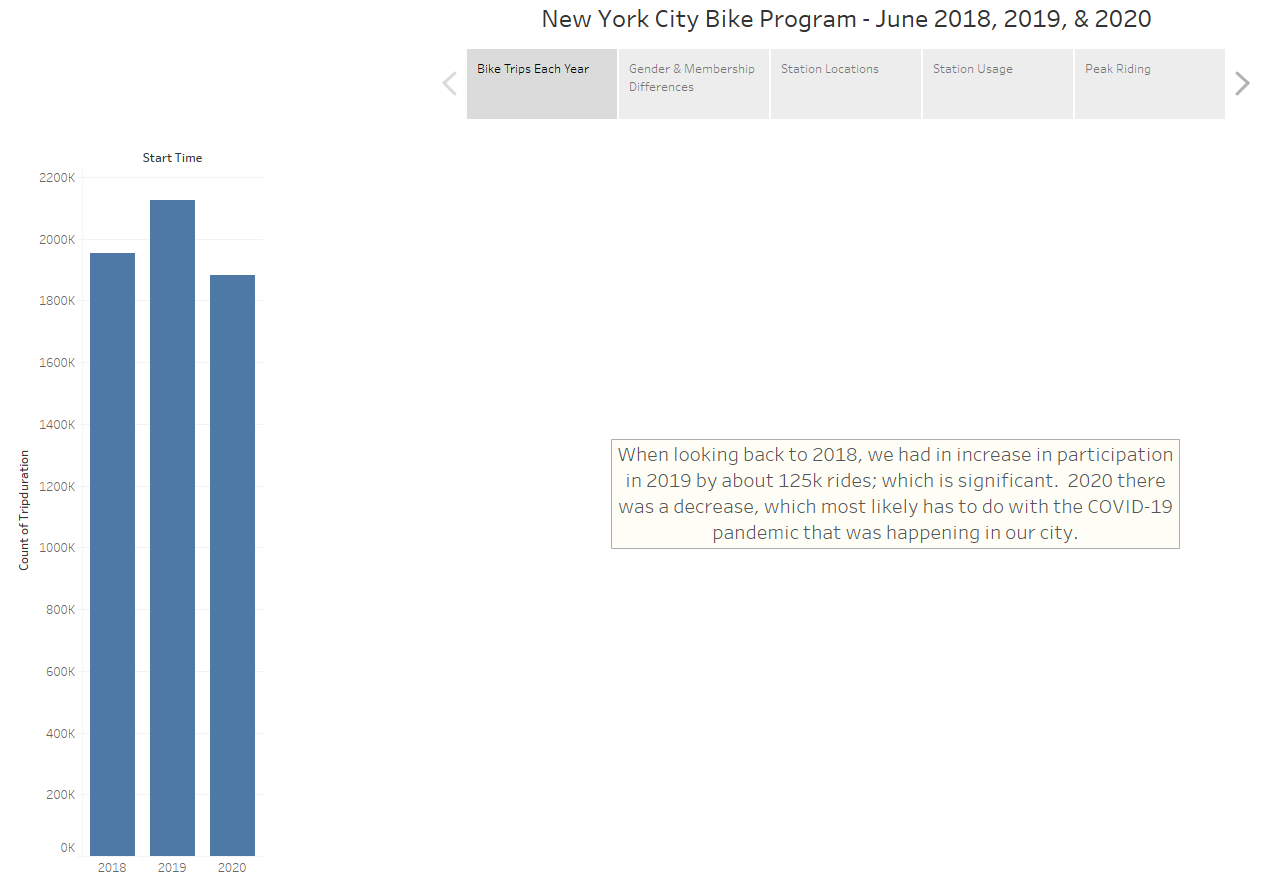 New York City Bike Program - June 2018, 2019, & 2020
Bike Trips Each Year
Gender & Membership
Differences
Station Locations
Station Usage
Peak Riding
Start Time
2200K
2000K
1800K
1600K
1400K
1200K
1000K
800K
600K
400K
200K
0K
Count of Tripduration
2018
2019
2020
When looking back to 2018, we had in increase in participation
in 2019 by about 125k rides; which is significant.  2020 there
was a decrease, which most likely has to do with the COVID-19
pandemic that was happening in our city.